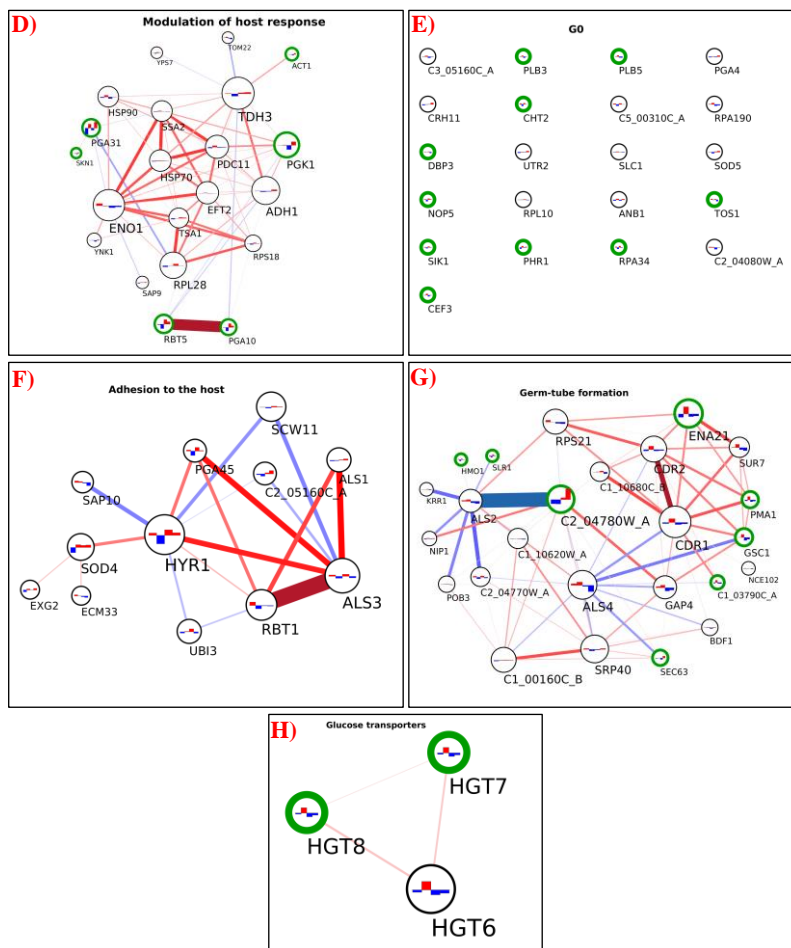 D)
Modulation of host response
TOM22
YPS7
ACT1
HSP90
TDH3
SSA2
PGA31
PDC11
PGK1
SKN1
HSP70
EFT2
ADH1
ENO1
TSA1
YNK1
RPS18
RPL28
SAP9
RBT5
PGA10
E)
G0
C3_05160C_A
PLB3
PLB5
PGA4
CRH11
CHT2
C5_00310C_A
RPA190
DBP3
UTR2
SLC1
SOD5
NOP5
RPL10
ANB1
TOS1
SIK1
PHR1
RPA34
C2_04080W_A
CEF3
F)
Adhesion to the host
SCW11
PGA45
ALS1
C2_05160C_A
SAP10
HYR1
SOD4
ALS3
EXG2
ECM33
RBT1
UBI3
G)
Germ-tube formation
ENA21
RPS21
CDR2
SUR7
HMO1
SLR1
C1_10680C_B
KRR1
ALS2
C2_04780W_A
PMA1
CDR1
GSC1
NIP1
C1_10620W_A
NCE102
POB3
C2_04770W_A
ALS4
GAP4
C1_03790C_A
BDF1
SRP40
SEC63
C1_00160C_B
H)
Glucose transporters
HGT7
HGT8
HGT6